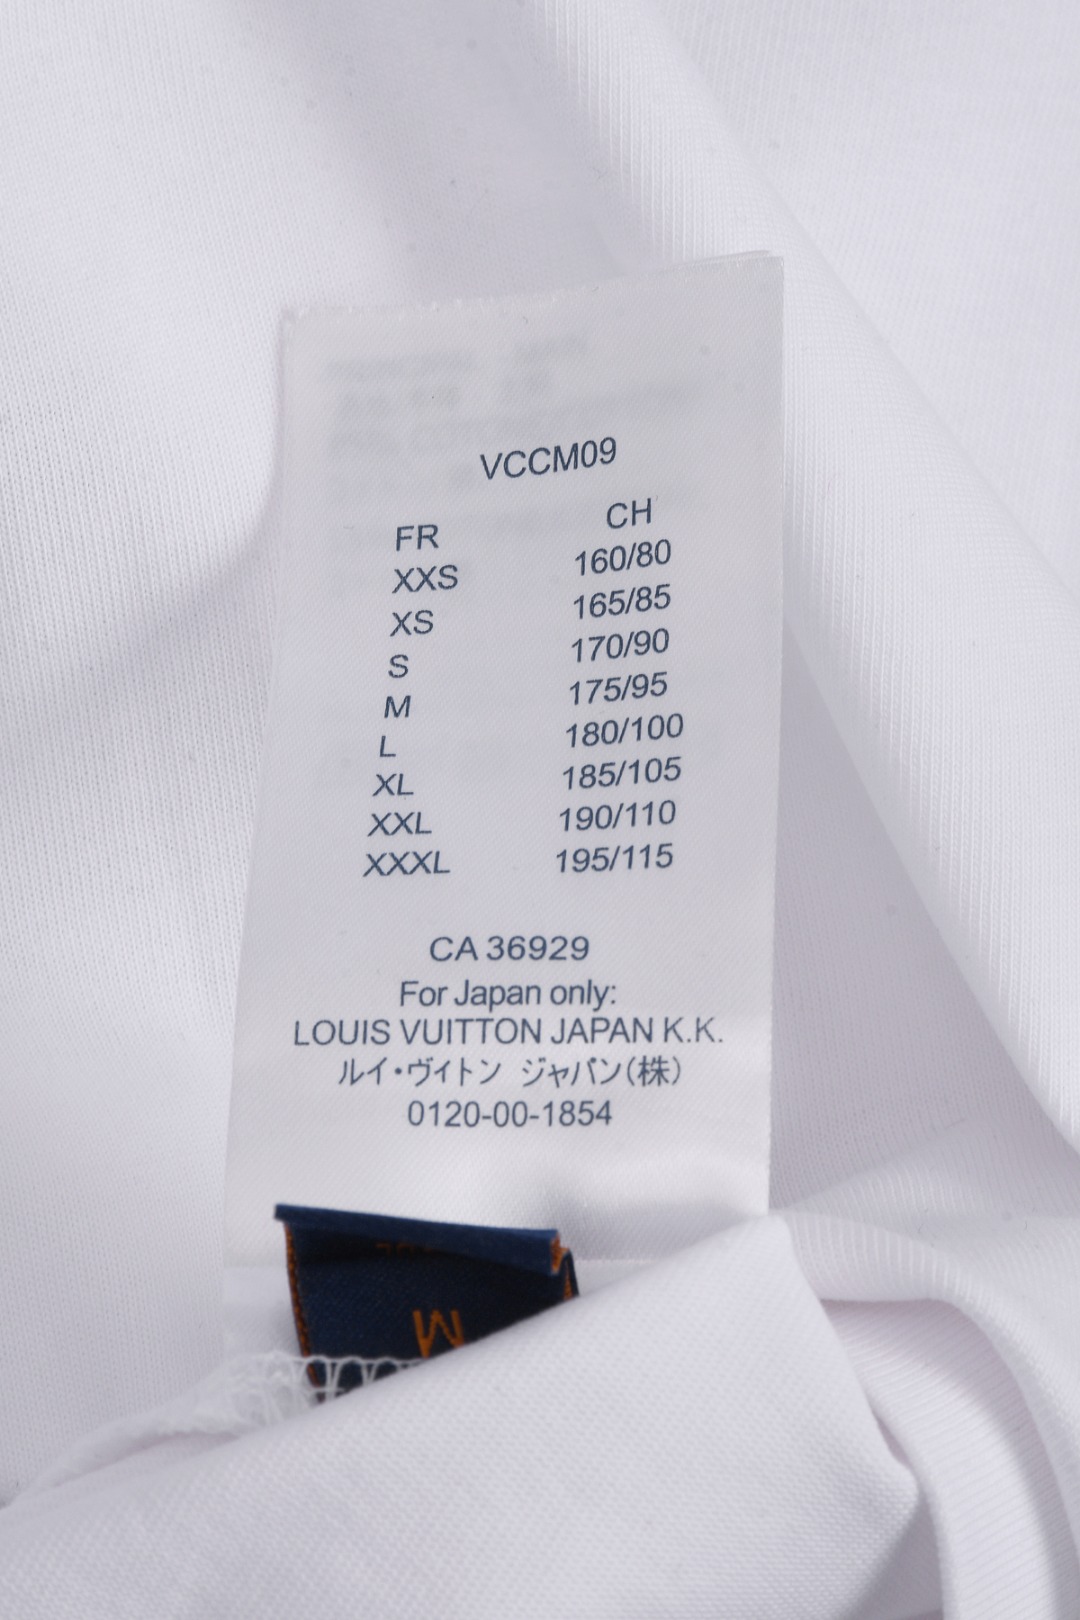 VCCM09
FR CH
XXS 160/80
XS 165/85
S 170/90
M 175/95
L 180/100
XL 185/105
XXL 190/110
XXXL 195/115
CA 36929
For Japan only:
LOUIS VUITTON JAPAN K.K.
ルイ・ヴィトン ジャパン(株)
0120-00-1854
M